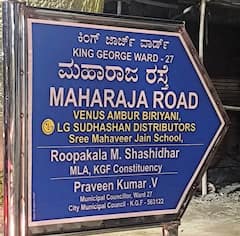 ಕಿಂಗ್ ಜಾರ್ಜ್ ವಾರ್ಡ್
KING GEORGE WARD - 27
ಮಹಾರಾಜ ರಸ್ತೆ
MAHARAJA ROAD
VENUS AMBUR BIRIYANI,
LG SUDHASHAN DISTRIBUTORS
Sree Mahaveer Jain School,
Roopakala M. Shashidhar
MLA, KGF Constituency
Praveen Kumar .V
Municipal Councillor, Ward 27
City Municipal Council - K.G.F - 563122